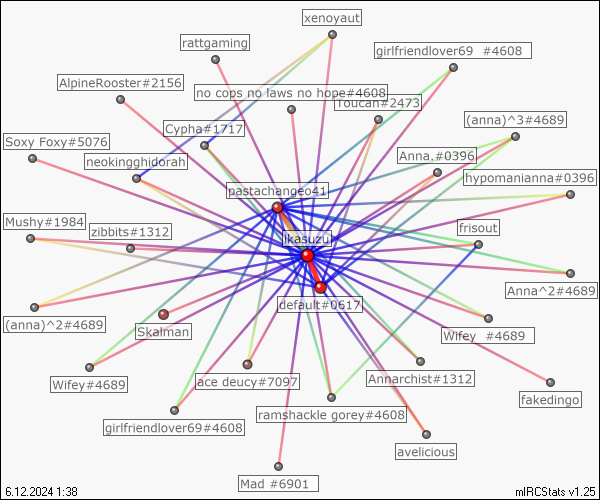 xenoyaut
rattgaming
girlfriendlover69 #4608
AlpineRooster#2156
no cops no laws no hope#4608
Toucan#2473
(anna)^3#4689
Cypha#1717
Soxy Foxy#5076
neokingghidorah
Anna.#0396
hypomanianna#0396
pastachangeo41
Mushy#1984
zibbits#1312
ikasuzu
frisout
Anna^2#4689
default#0617
(anna)^2#4689
Skalman
Wifey #4689
Wifey#4689
ace deucy#7097
Annarchist#1312
fakedingo
girlfriendlover69#4608
ramshackle gorey#4608
avelicious
Mad #6901
6.12.2024 1:38
mIRCStats v1.25